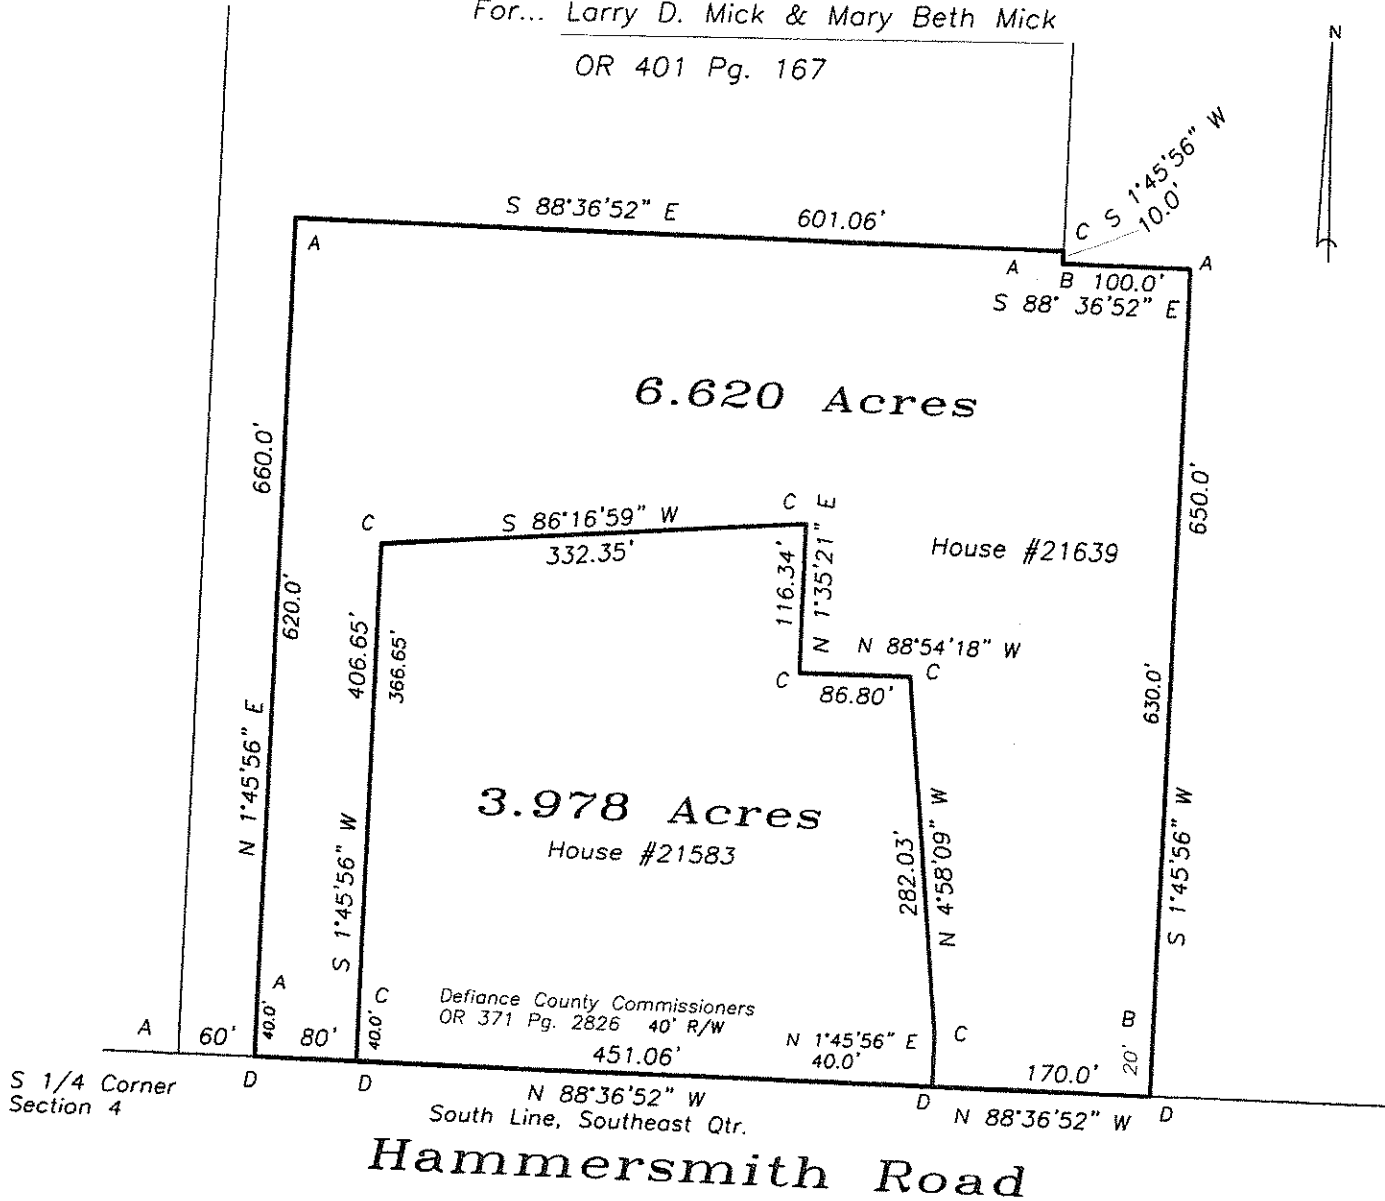 For... Larry D. Mick & Mary Beth Mick
OR 401 Pg. 167
N
S 1°45'56" W
10.0'
S 88°36'52" E 601.06'
C
A
A
B 100.0'
A
S 88° 36'52" E
6.620 Acres
660.0'
650.0'
C
S 86°16'59" W
332.35'
C
116.34'
N 1°35'21" E
House #21639
620.0'
406.65'
366.65'
N 88°54'18" W
C
86.80'
C
630.0'
N 1°45'56" E
S 1°45'56" W
3.978 Acres
House #21583
282.03'
N 4°58'09" W
S 1°45'56" W
A
C
Defiance County Commissioners
OR 371 Pg. 2826 40' R/W
A
60'
40.0'
80'
40.0'
451.06'
N 1°45'56" E
40.0'
C
B
20'
170.0'
S 1/4 Corner
Section 4
D
D
N 88°36'52" W
D
N 88°36'52" W
D
South Line, Southeast Qtr.
Hammersmith Road